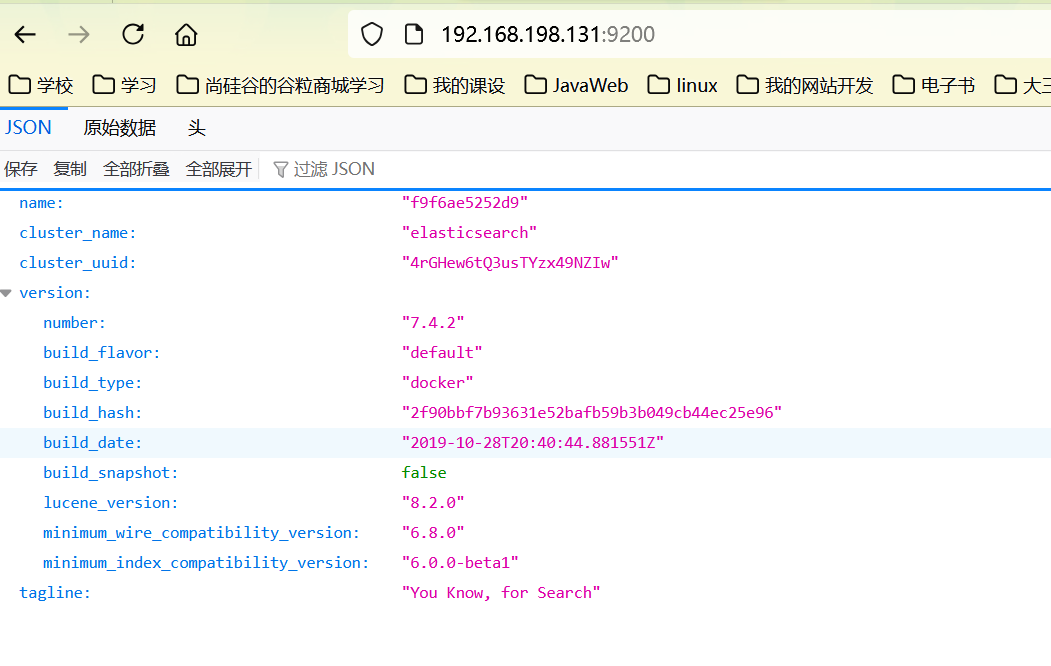 192.168.198.131:9200
学校 学习 尚硅谷的谷粒商城学习 我的课设 JavaWeb linux 我的网站开发 电子书 大三
JSON 原始数据 头
保存 复制 全部折叠 全部展开 过滤 JSON
name: "f9f6ae5252d9"
cluster_name: "elasticsearch"
cluster_uuid: "4rGHew6tQ3usTYzx49NZIw"
version:
number: "7.4.2"
build_flavor: "default"
build_type: "docker"
build_hash: "2f90bbf7b93631e52bafb59b3b049cb44ec25e96"
build_date: "2019-10-28T20:40:44.881551Z"
build_snapshot: false
lucene_version: "8.2.0"
minimum_wire_compatibility_version: "6.8.0"
minimum_index_compatibility_version: "6.0.0-beta1"
tagline: "You Know, for Search"